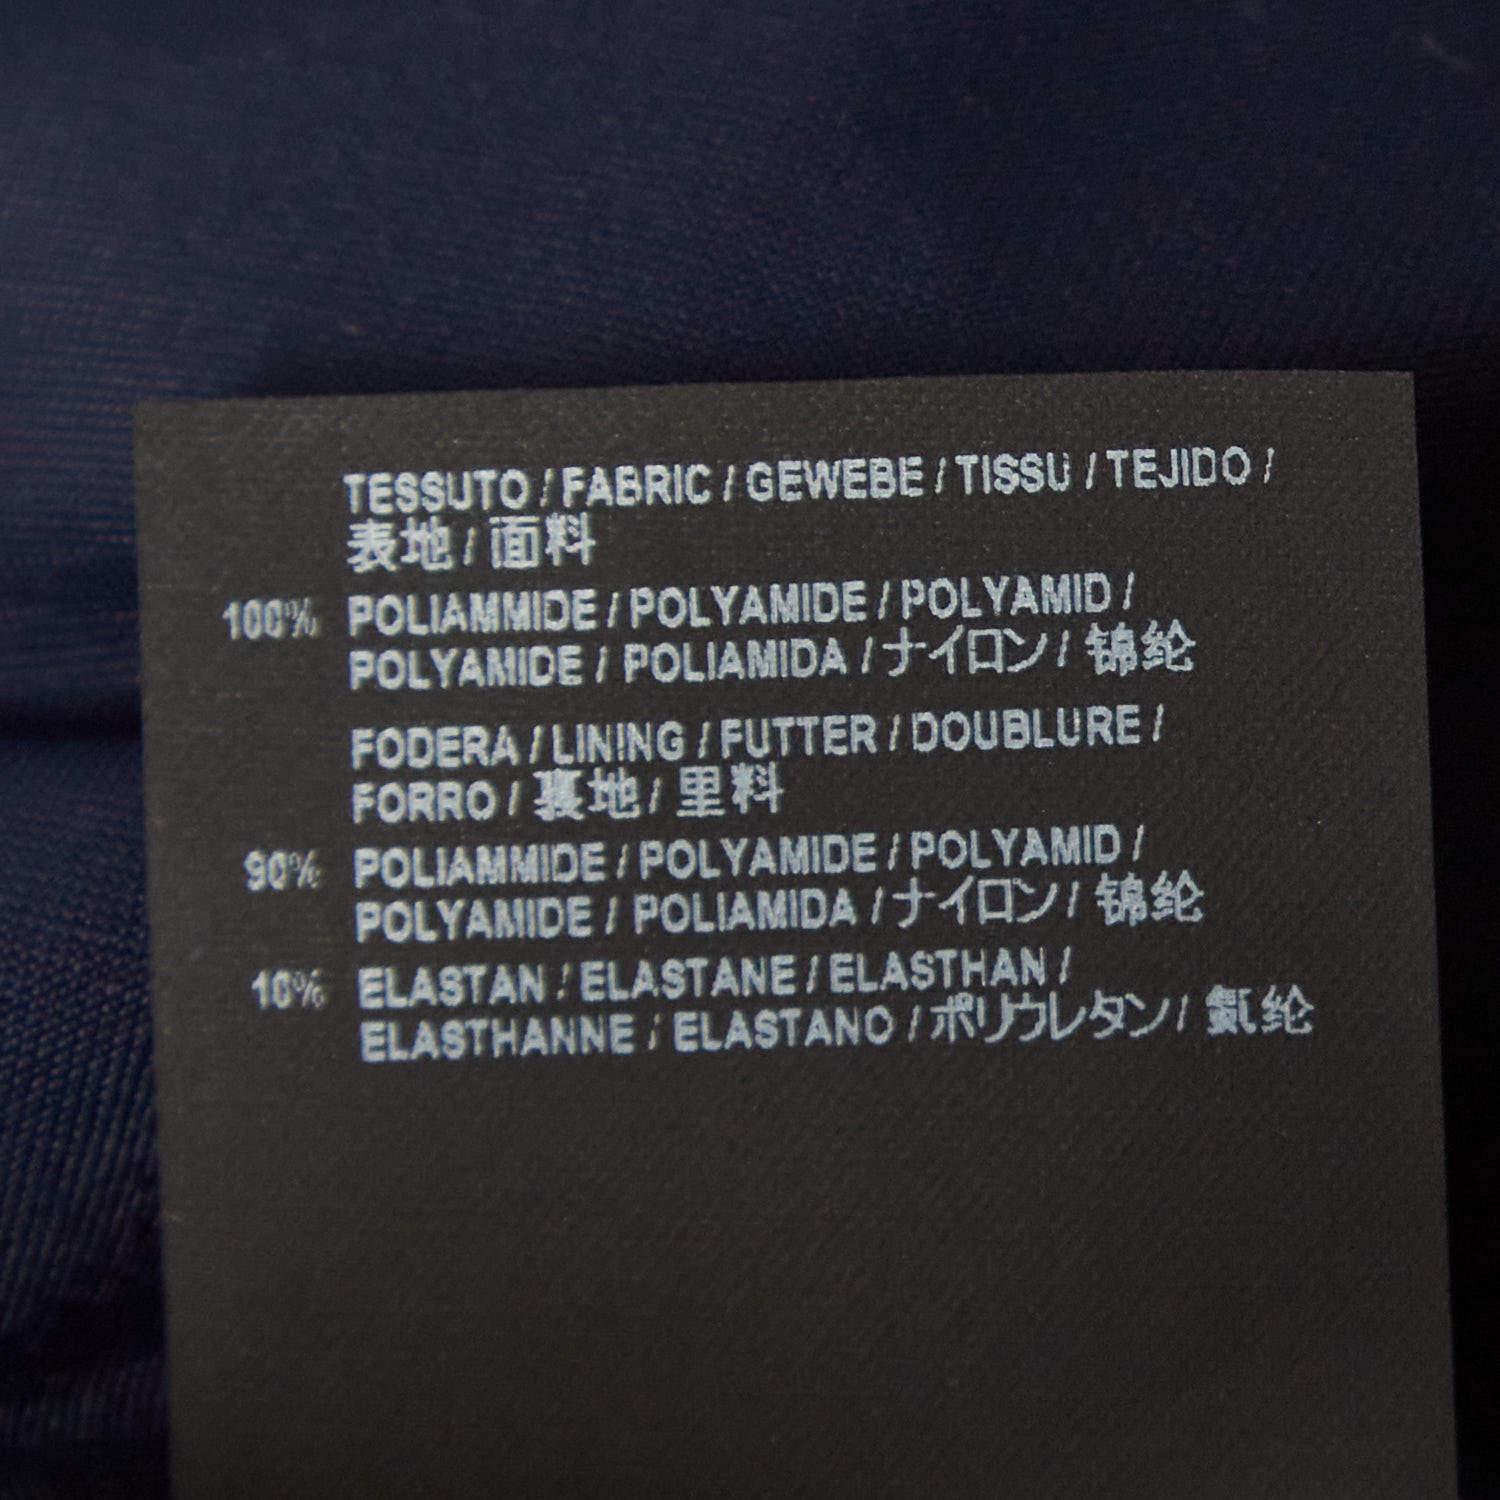 TESSUTO / FABRIC / GEWEBE / TISSU / TEJIDO /
表地 / 面料
100% POLIAMMIDE / POLYAMIDE / POLYAMID /
POLYAMIDE / POLIAMIDA / ナイロン / 锦纶
FODERA / LINING / FUTTER / DOUBLURE /
FORRO / 裏地 / 里料
90% POLIAMMIDE / POLYAMIDE / POLYAMID /
POLYAMIDE / POLIAMIDA / ナイロン / 锦纶
10% ELASTAN / ELASTANE / ELASTHAN /
ELASTHANNE / ELASTANO / ポリウレタン / 氨纶